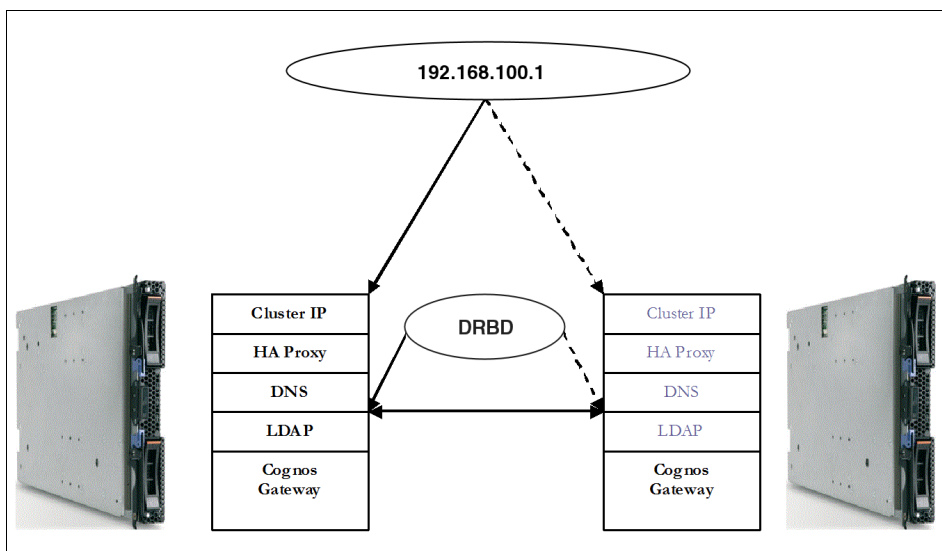 192.168.100.1
Cluster IP
HA Proxy
DNS
LDAP
Cognos
Gateway
DRBD
Cluster IP
HA Proxy
DNS
LDAP
Cognos
Gateway